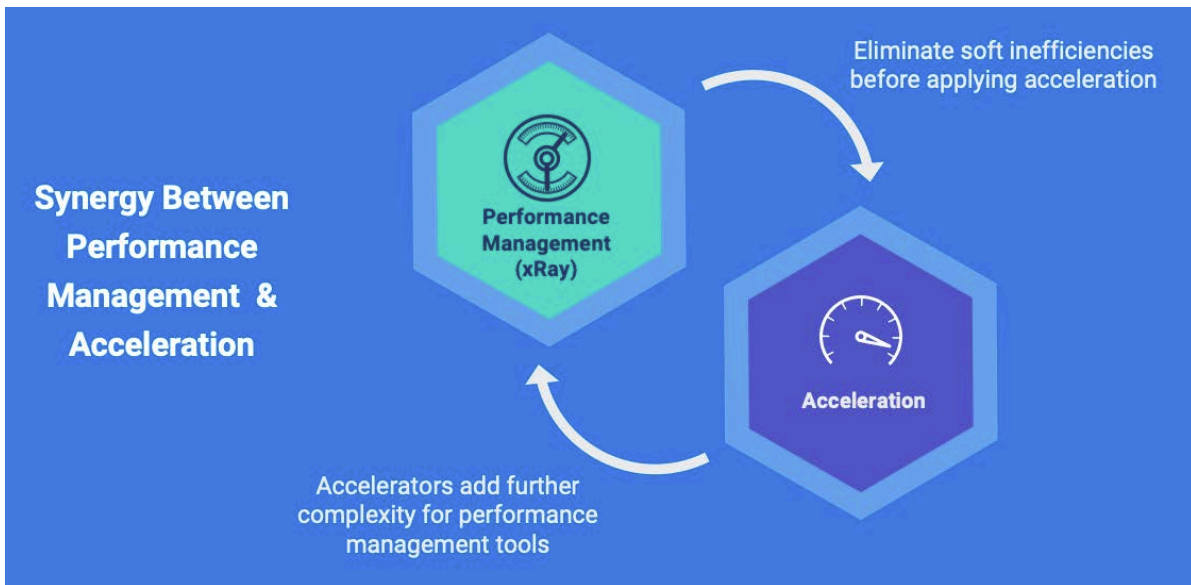 Synergy Between
Performance
Management & 
Acceleration
Performance
Management
(xRay)
Eliminate soft inefficiencies
before applying acceleration
Acceleration
Accelerators add further
complexity for performance
management tools